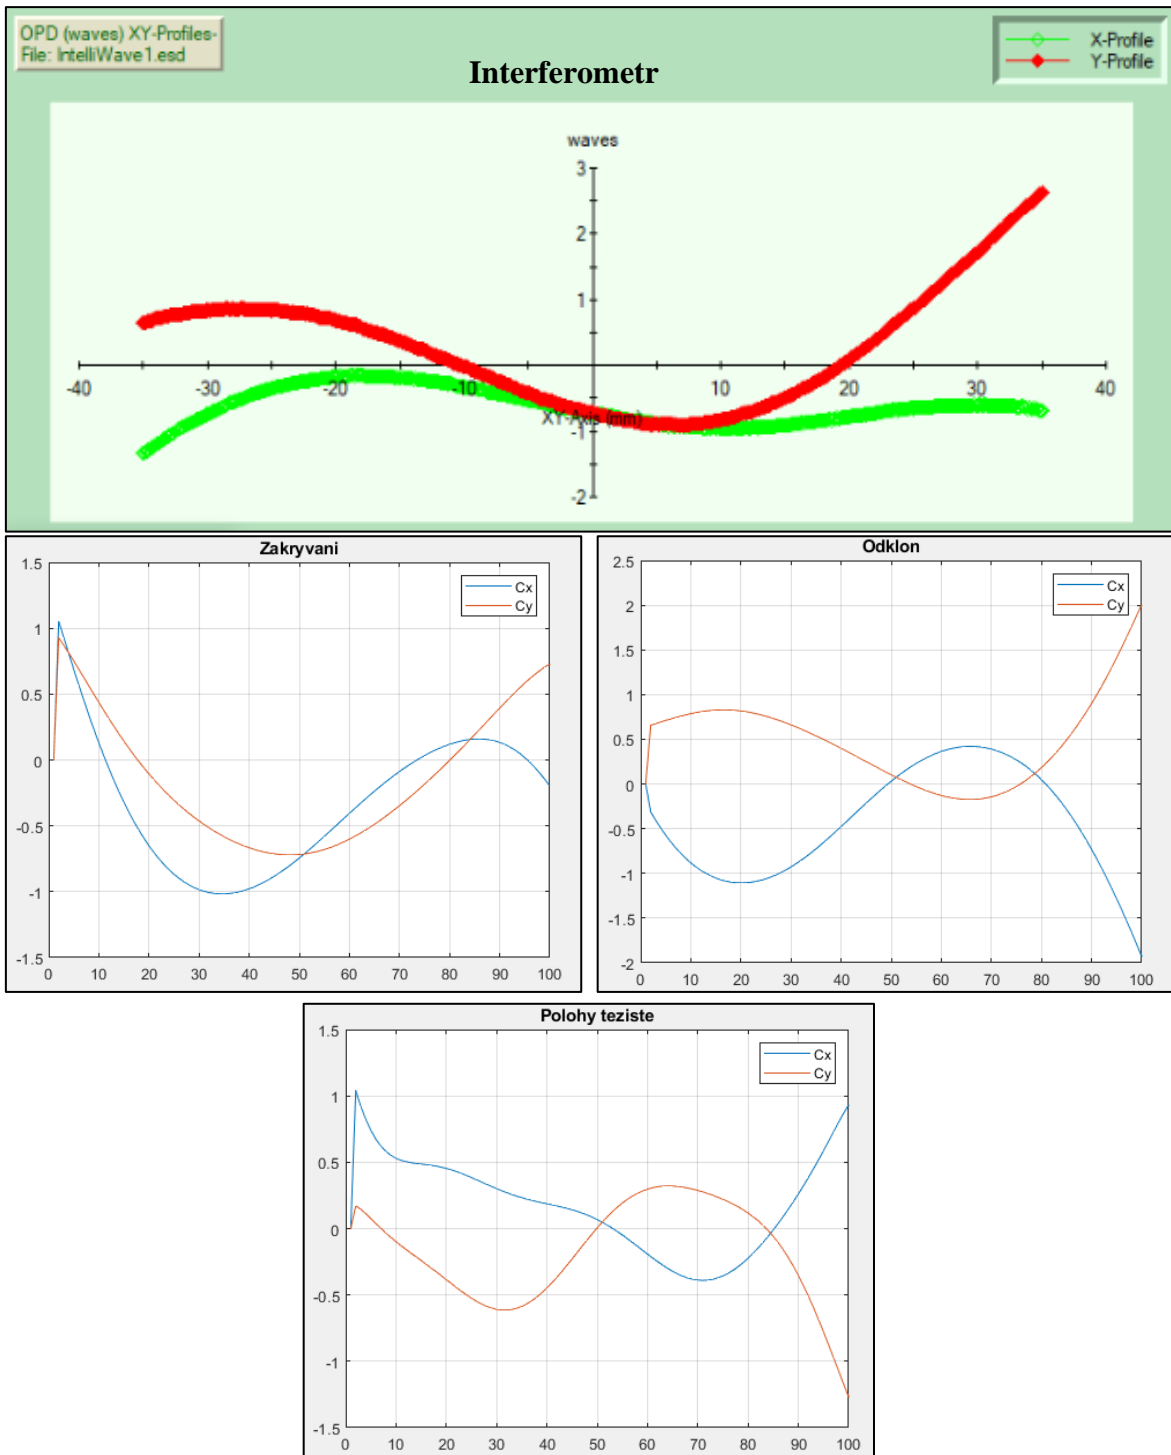 OPD (waves) XY-Profiles-
File: IntelliWave1.esd
Interferometr
X-Profile
Y-Profile
waves
3
2
1
-40 -30 -20 -10 10 20 30 40
XY-Axis (mm)
-1
-2
Zakryvani
1.5
Cx
Cy
1
0.5
0
-0.5
-1
-1.5
0 10 20 30 40 50 60 70 80 90 100
Odklon
2.5
Cx
Cy
2
1.5
1
0.5
0
-0.5
-1
-1.5
-2
0 10 20 30 40 50 60 70 80 90 100
Polohy teziste
1.5
Cx
Cy
1
0.5
0
-0.5
-1
-1.5
0 10 20 30 40 50 60 70 80 90 100